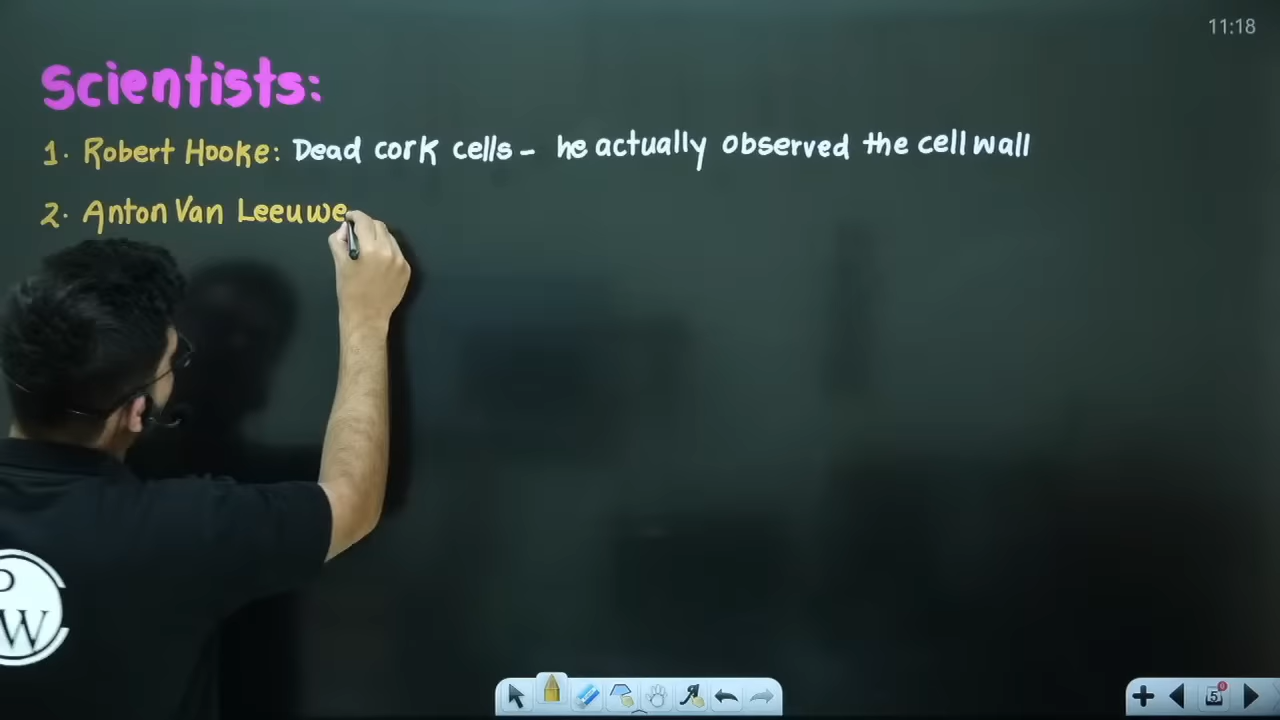 11:18
Scientists:
1. Robert Hooke: Dead cork cells - he actually observed the cell wall
2. Anton Van Leeuwe
P
W
5